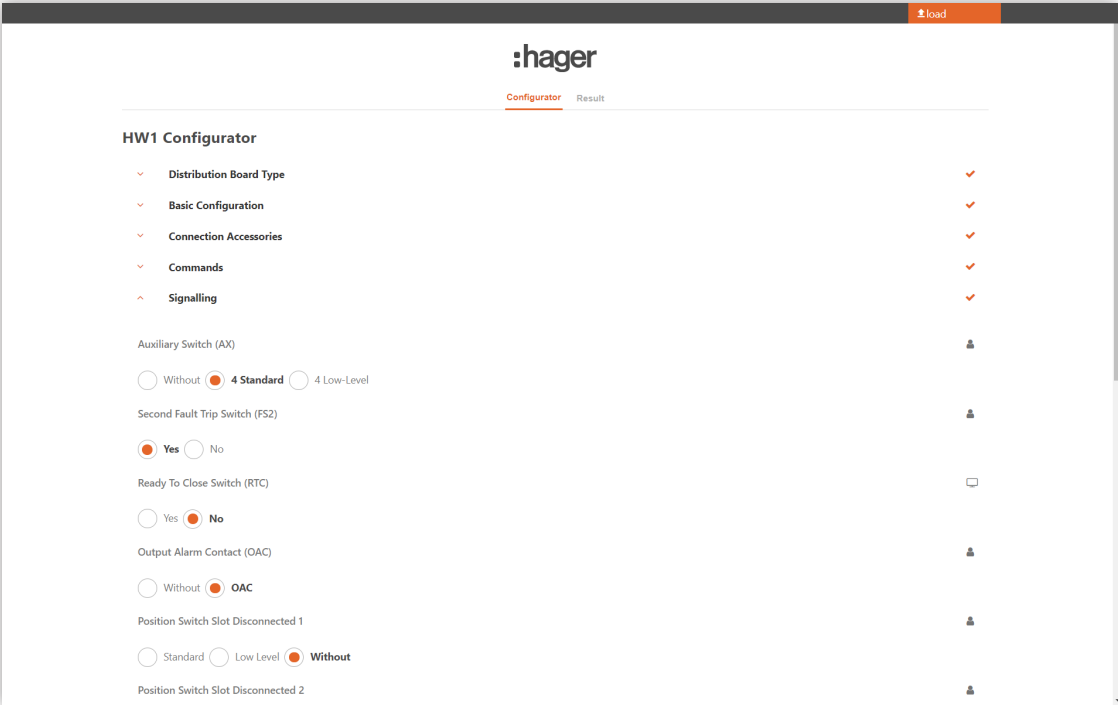 load
:hager
Configurator Result
HW1 Configurator
Distribution Board Type
Basic Configuration
Connection Accessories
Commands
Signalling
Auxiliary Switch (AX)
Without 4 Standard 4 Low-Level
Second Fault Trip Switch (FS2)
Yes No
Ready To Close Switch (RTC)
Yes No
Output Alarm Contact (OAC)
Without OAC
Position Switch Slot Disconnected 1
Standard Low Level Without
Position Switch Slot Disconnected 2